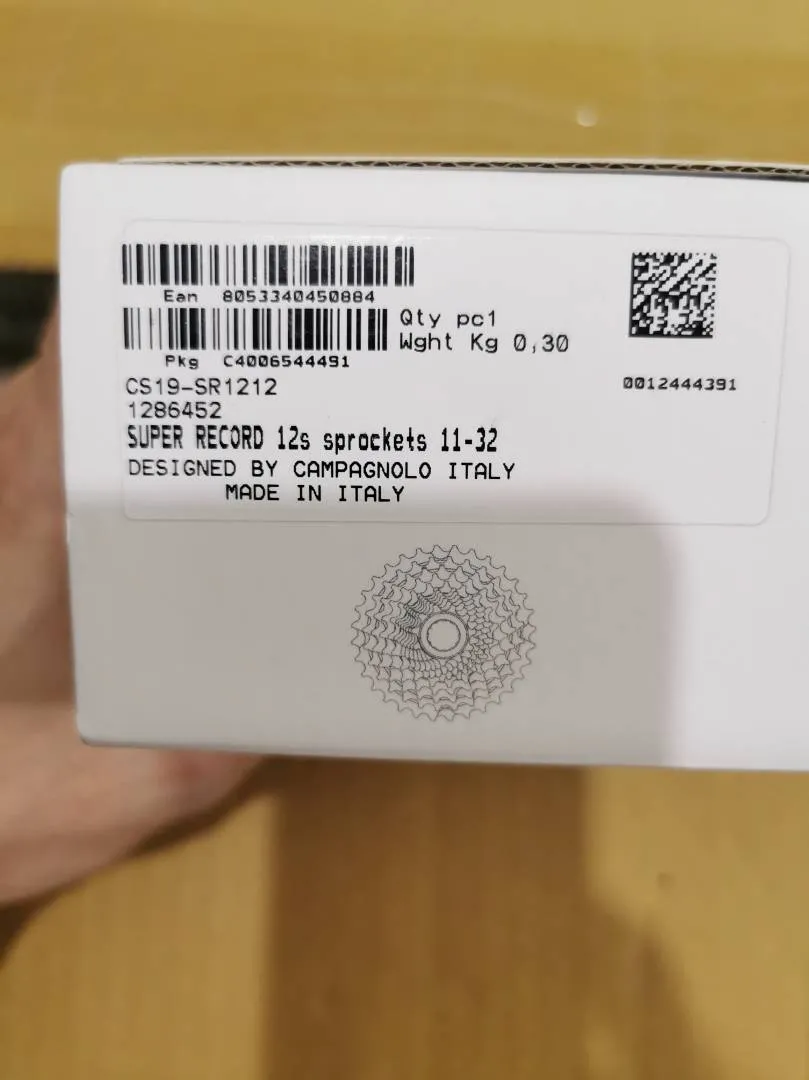 Ean 8053340450884
Qty pc1
Wght Kg 0,30
Pkg C4006544491
0012444391
CS19-SR1212
1286452
SUPER RECORD 12s sprockets 11-32
DESIGNED BY CAMPAGNOLO ITALY
MADE IN ITALY